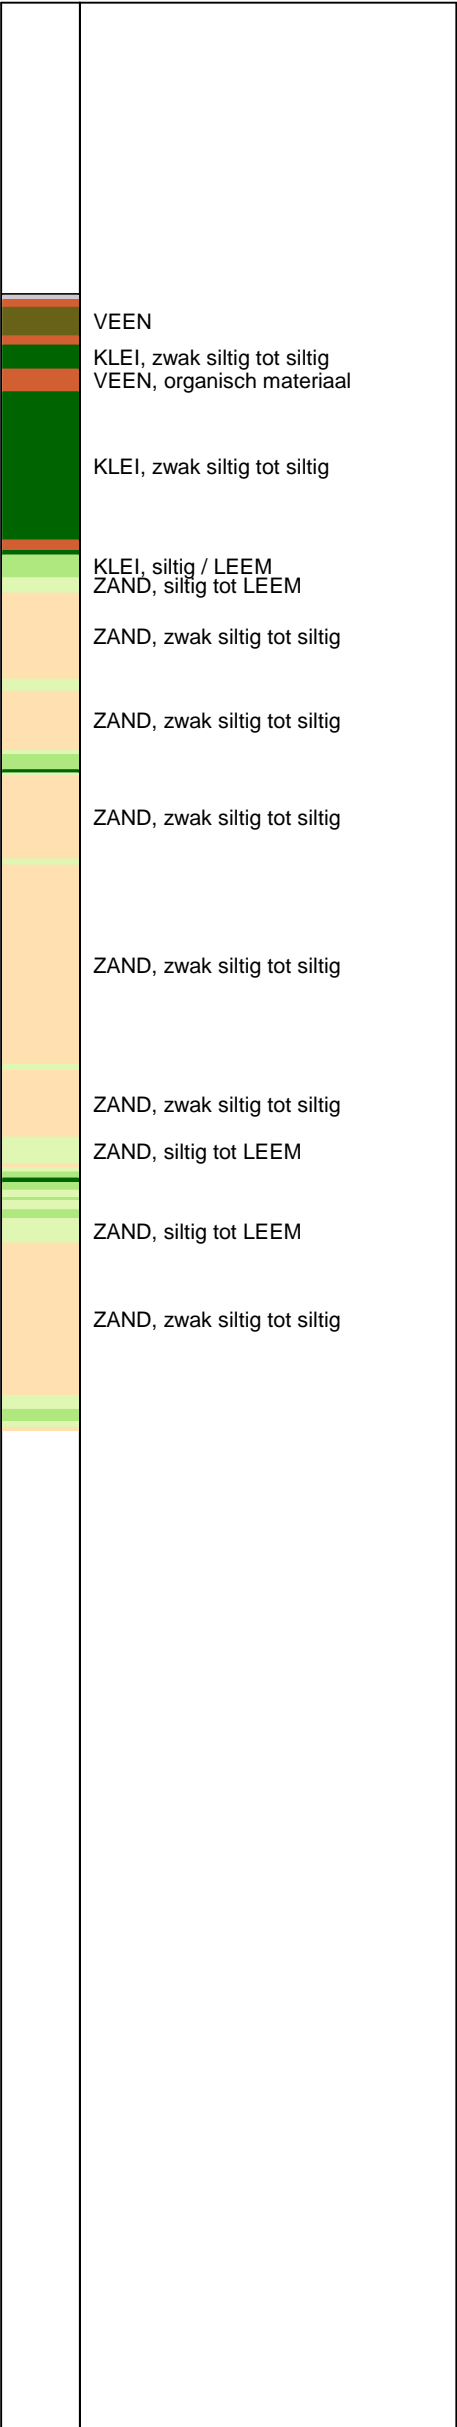 VEEN
KLEI, zwak siltig tot siltig
VEEN, organisch materiaal
KLEI, zwak siltig tot siltig
KLEI, siltig / LEEM
ZAND, siltig tot LEEM
ZAND, zwak siltig tot siltig
ZAND, zwak siltig tot siltig
ZAND, zwak siltig tot siltig
ZAND, zwak siltig tot siltig
ZAND, zwak siltig tot siltig
ZAND, siltig tot LEEM
ZAND, siltig tot LEEM
ZAND, zwak siltig tot siltig